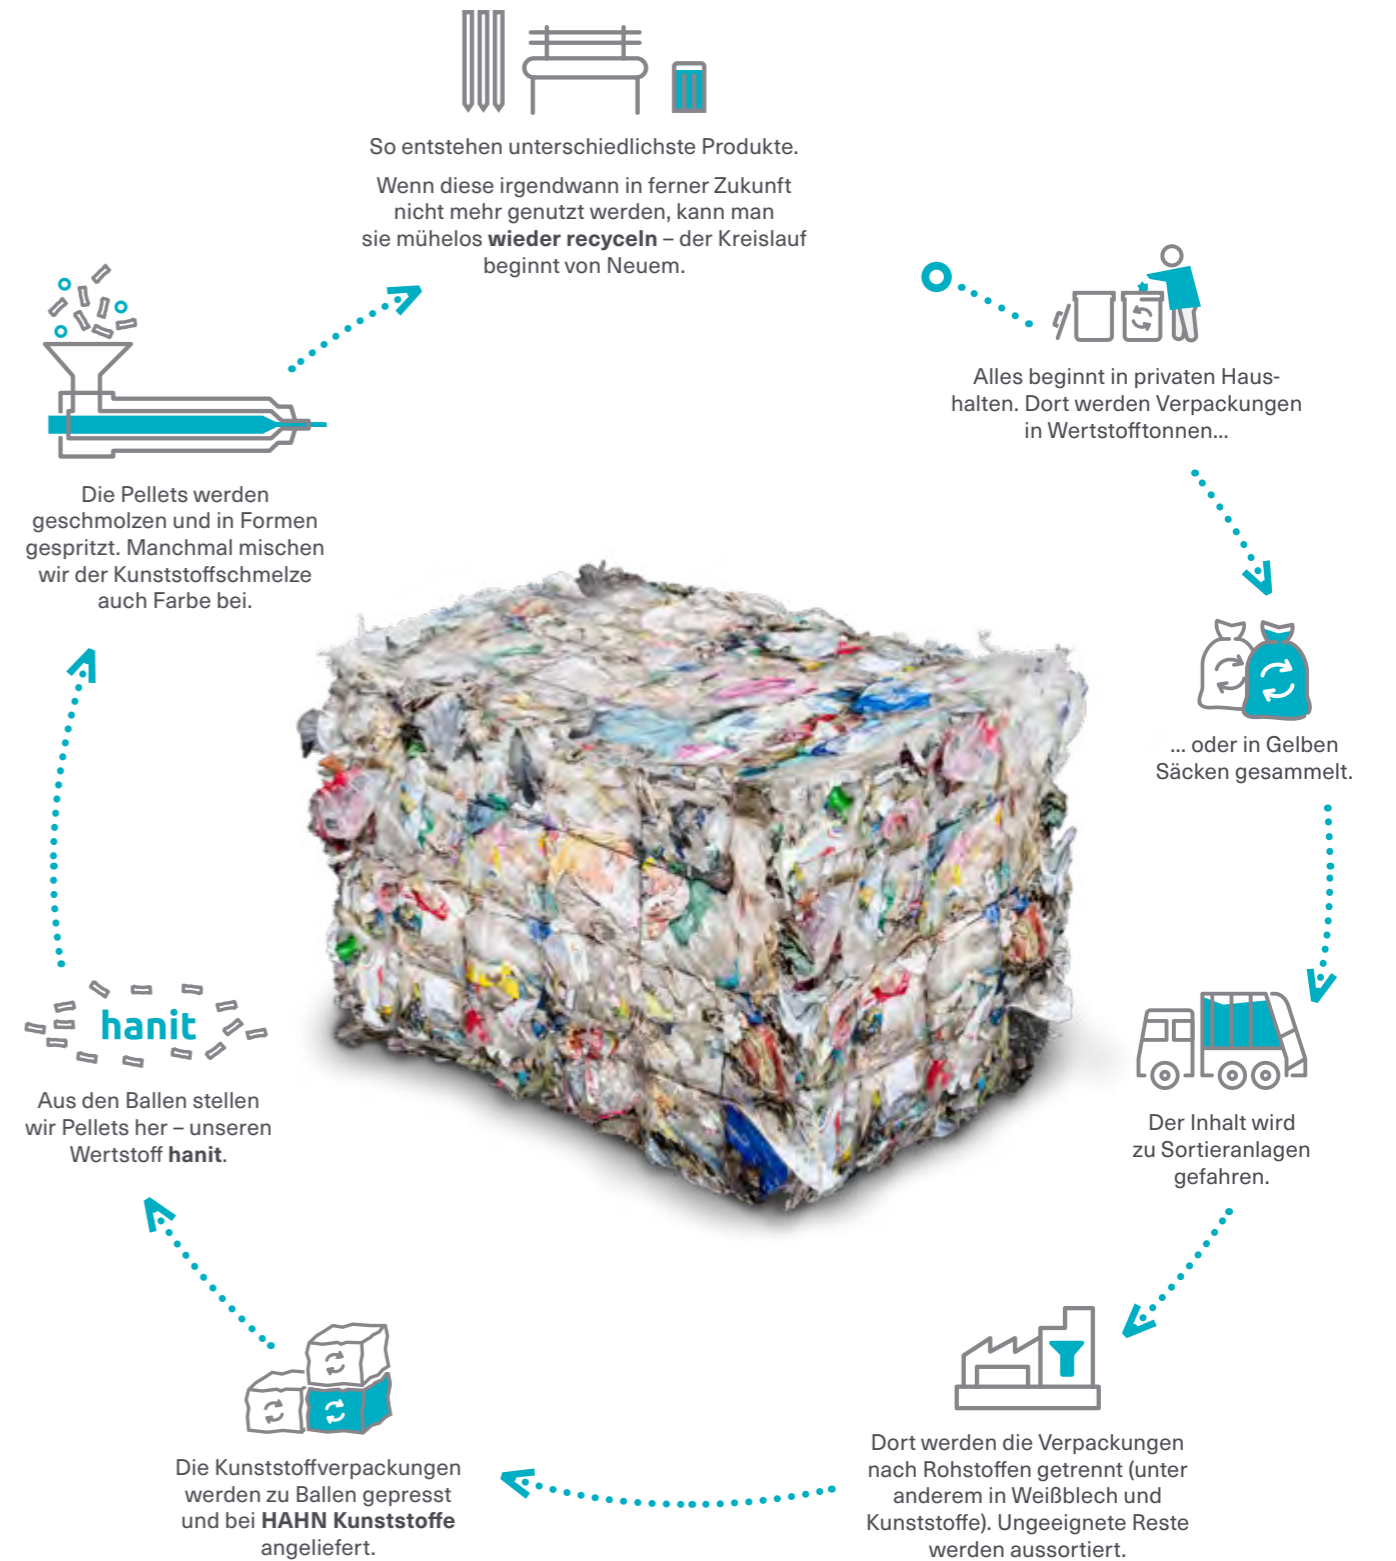 So entstehen unterschiedlichste Produkte.
Wenn diese irgendwann in ferner Zukunft
nicht mehr genutzt werden, kann man
sie mühelos wieder recyceln – der Kreislauf
beginnt von Neuem.
Alles beginnt in privaten Haus-
halten. Dort werden Verpackungen
in Wertstofftonnen...
... oder in Gelben
Säcken gesammelt.
Der Inhalt wird
zu Sortieranlagen
gefahren.
Dort werden die Verpackungen
nach Rohstoffen getrennt (unter
anderem in Weißblech und
Kunststoffe). Ungeeignete Reste
werden aussortiert.
Die Kunststoffverpackungen
werden zu Ballen gepresst
und bei HAHN Kunststoffe
angeliefert.
hanit
Aus den Ballen stellen
wir Pellets her – unseren
Wertstoff hanit.
Die Pellets werden
geschmolzen und in Formen
gespritzt. Manchmal mischen
wir der Kunststoffschmelze
auch Farbe bei.